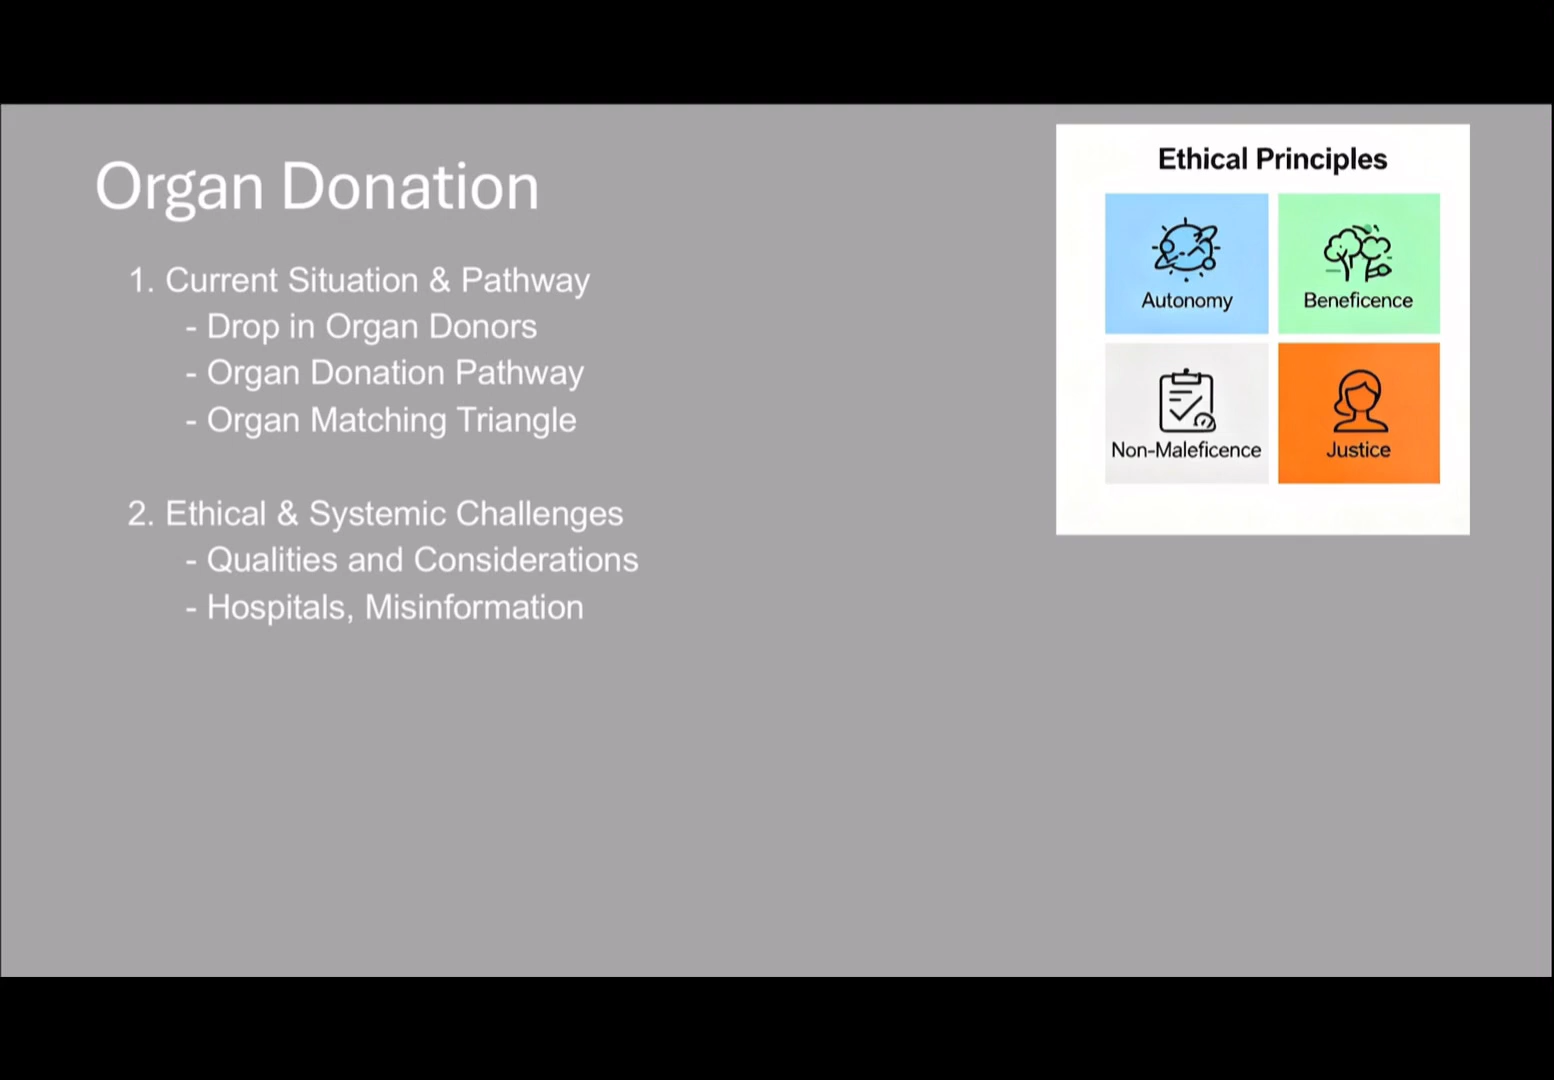 Organ Donation
1. Current Situation & Pathway
- Drop in Organ Donors
- Organ Donation Pathway
- Organ Matching Triangle
2. Ethical & Systemic Challenges
- Qualities and Considerations
- Hospitals, Misinformation
Ethical Principles
Autonomy
Beneficence
Non-Maleficence
Justice